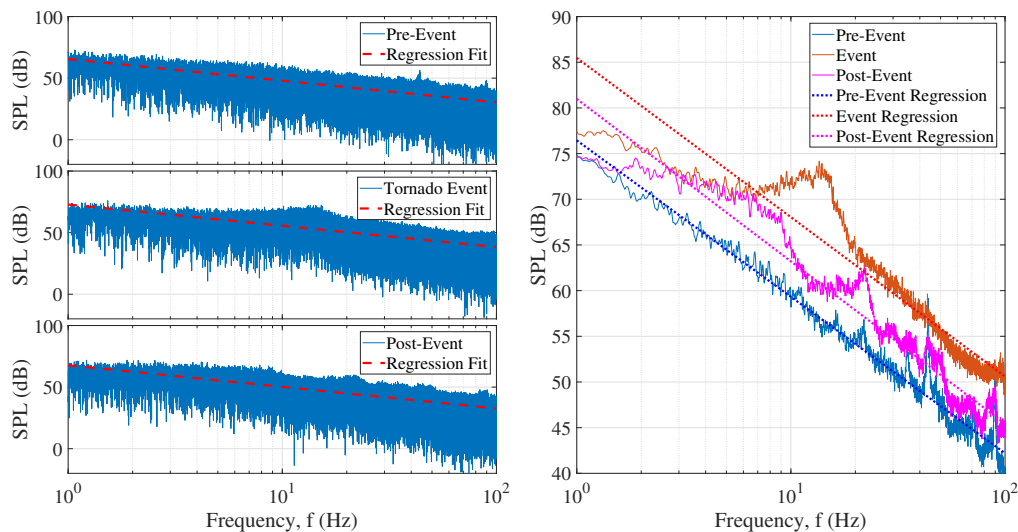 100
50
0
SPL (dB)
Pre-Event
Regression Fit
100
50
0
SPL (dB)
Tornado Event
Regression Fit
100
50
0
SPL (dB)
Post-Event
Regression Fit
10^0
10^1
10^2
Frequency, f (Hz)
90
85
80
75
70
65
60
55
50
45
40
SPL (dB)
Pre-Event
Event
Post-Event
Pre-Event Regression
Event Regression
Post-Event Regression
10^0
10^1
10^2
Frequency, f (Hz)